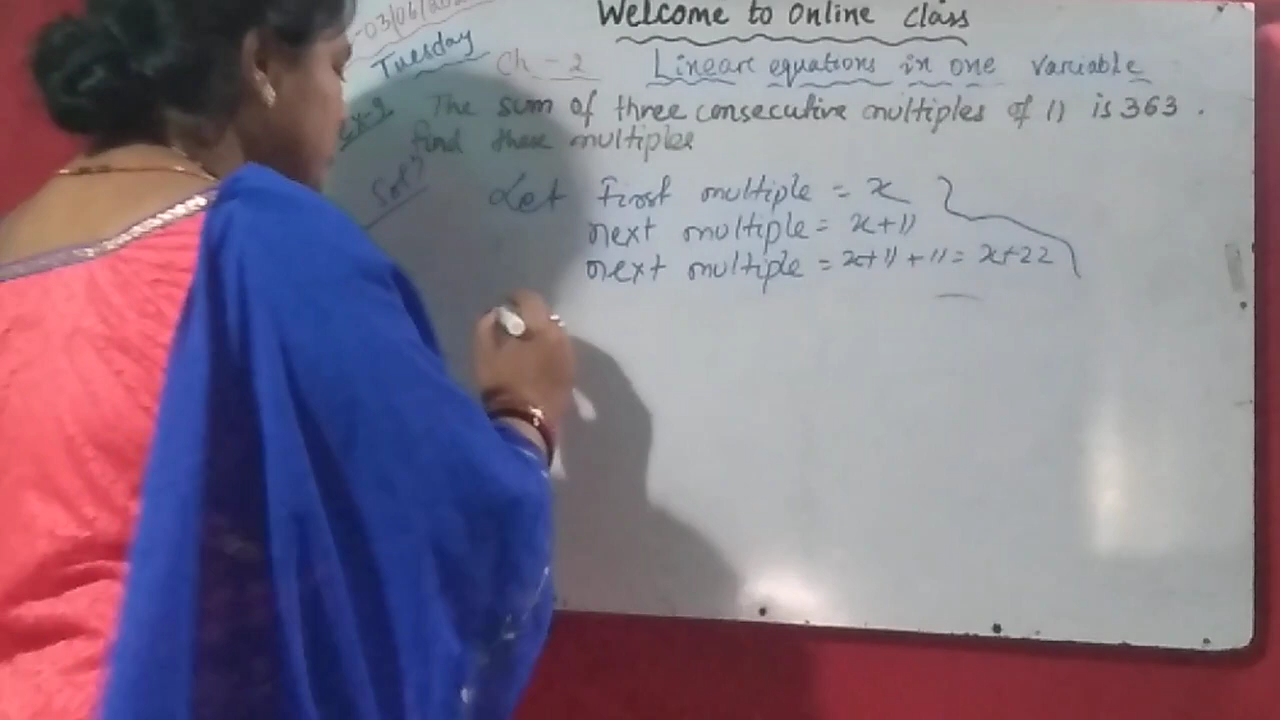 Welcome to Online Class
-03/06/20
Tuesday
Ch - 2 Linear equations in one variable
ex-2 The sum of three consecutive multiples of 11 is 363 .
find these multiples
Sol?
Let first multiple = x
next multiple = x+11
next multiple = x+11+11= x+22